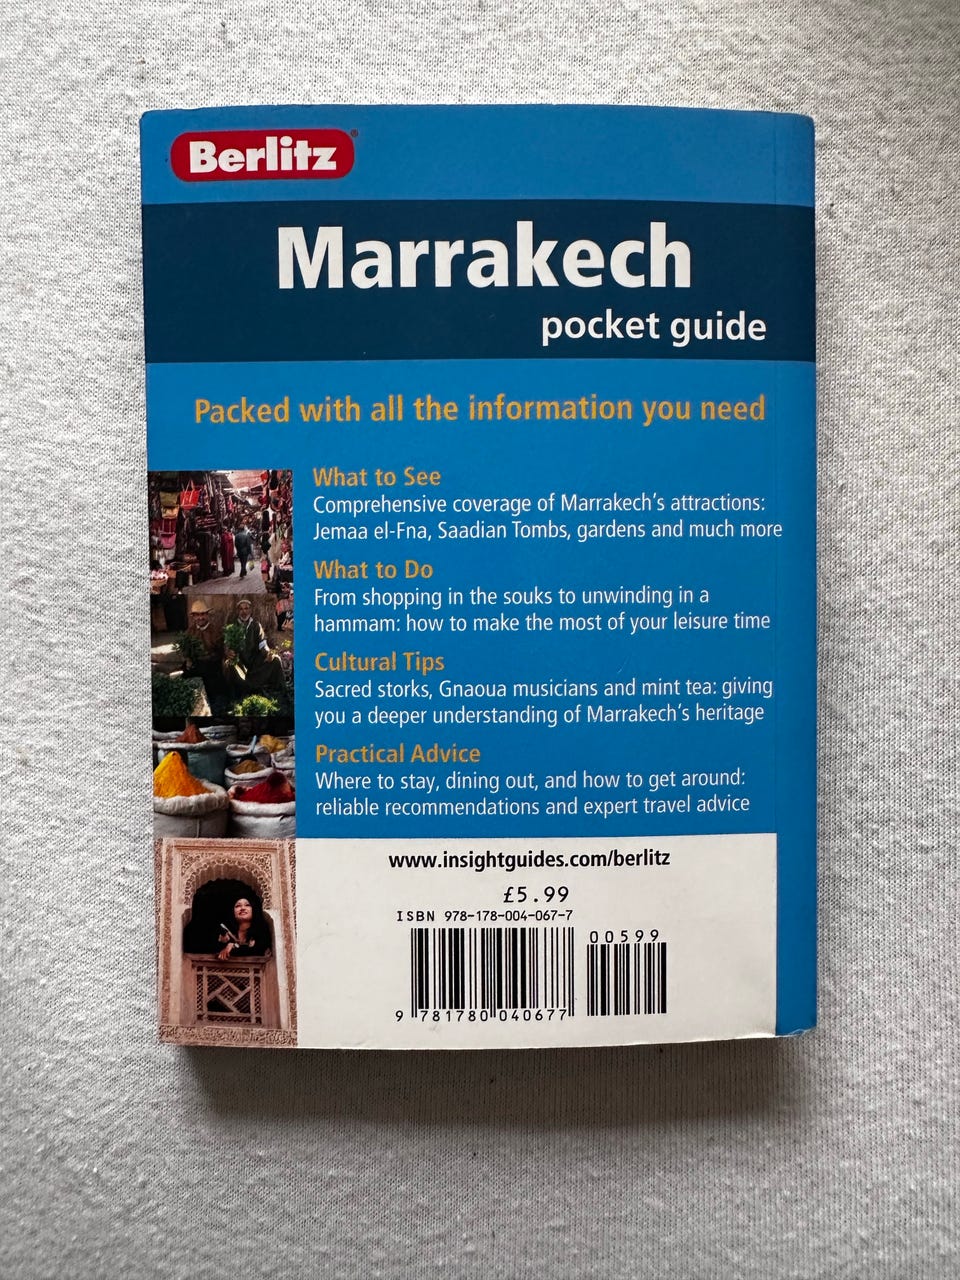 Berlitz®
Marrakech
pocket guide
Packed with all the information you need
What to See
Comprehensive coverage of Marrakech's attractions:
Jemaa el-Fna, Saadian Tombs, gardens and much more
What to Do
From shopping in the souks to unwinding in a
hammam: how to make the most of your leisure time
Cultural Tips
Sacred storks, Gnaoua musicians and mint tea: giving
you a deeper understanding of Marrakech's heritage
Practical Advice
Where to stay, dining out, and how to get around:
reliable recommendations and expert travel advice
www.insightguides.com/berlitz
£5.99
ISBN 978-178-004-067-7
00599
9 781780 040677